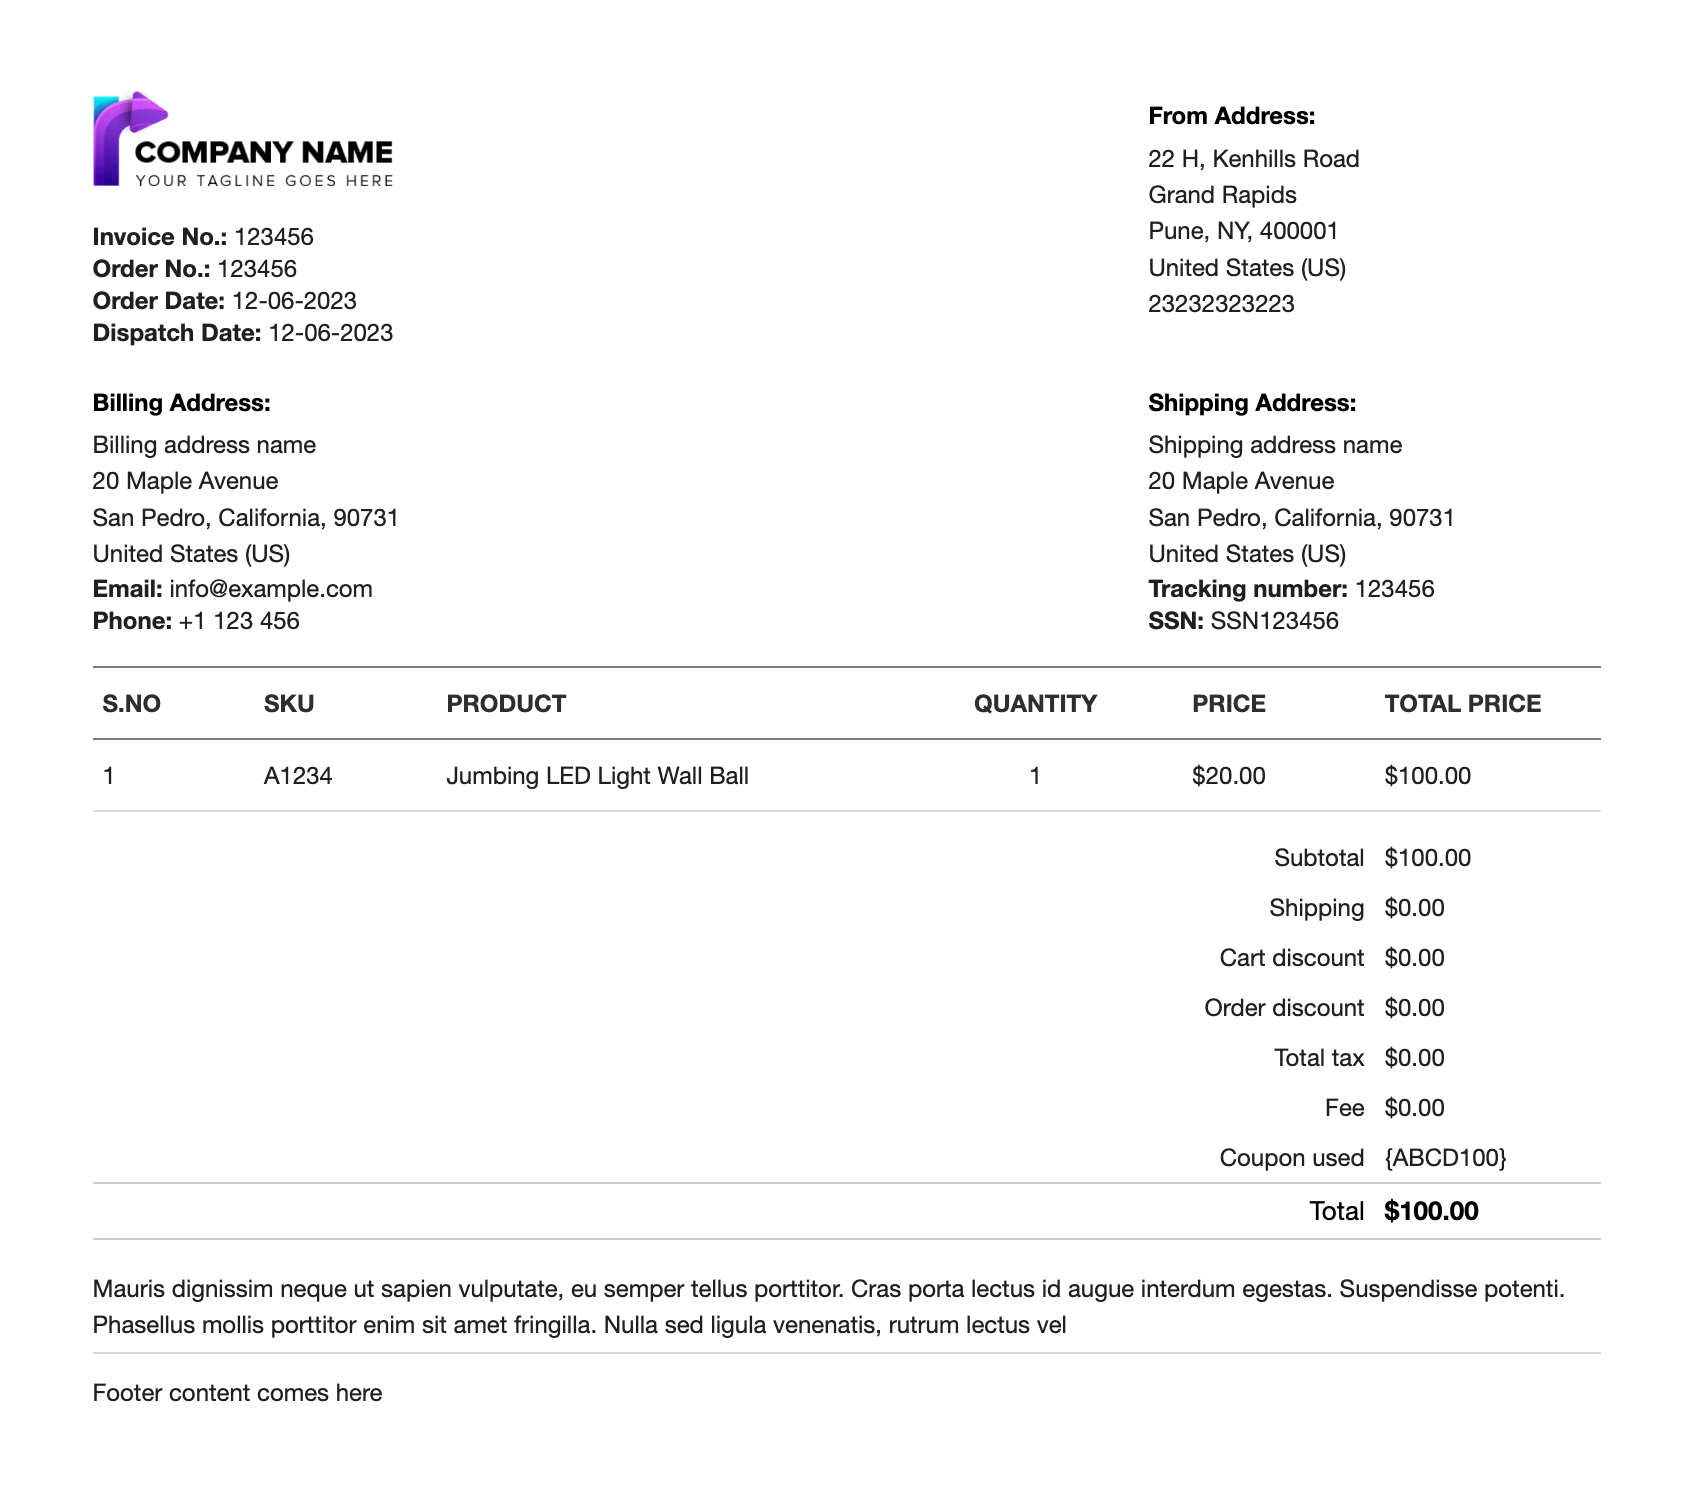 COMPANY NAME
YOUR TAGLINE GOES HERE
Invoice No.: 123456
Order No.: 123456
Order Date: 12-06-2023
Dispatch Date: 12-06-2023
From Address:
22 H, Kenhills Road
Grand Rapids
Pune, NY, 400001
United States (US)
23232323223
Billing Address:
Billing address name
20 Maple Avenue
San Pedro, California, 90731
United States (US)
Email: info@example.com
Phone: +1 123 456
Shipping Address:
Shipping address name
20 Maple Avenue
San Pedro, California, 90731
United States (US)
Tracking number: 123456
SSN: SSN123456
S.NO SKU PRODUCT QUANTITY PRICE TOTAL PRICE
1 A1234 Jumbing LED Light Wall Ball 1 $20.00 $100.00
Subtotal $100.00
Shipping $0.00
Cart discount $0.00
Order discount $0.00
Total tax $0.00
Fee $0.00
Coupon used {ABCD100}
Total $100.00
Mauris dignissim neque ut sapien vulputate, eu semper tellus porttitor. Cras porta lectus id augue interdum egestas. Suspendisse potenti.
Phasellus mollis porttitor enim sit amet fringilla. Nulla sed ligula venenatis, rutrum lectus vel
Footer content comes here